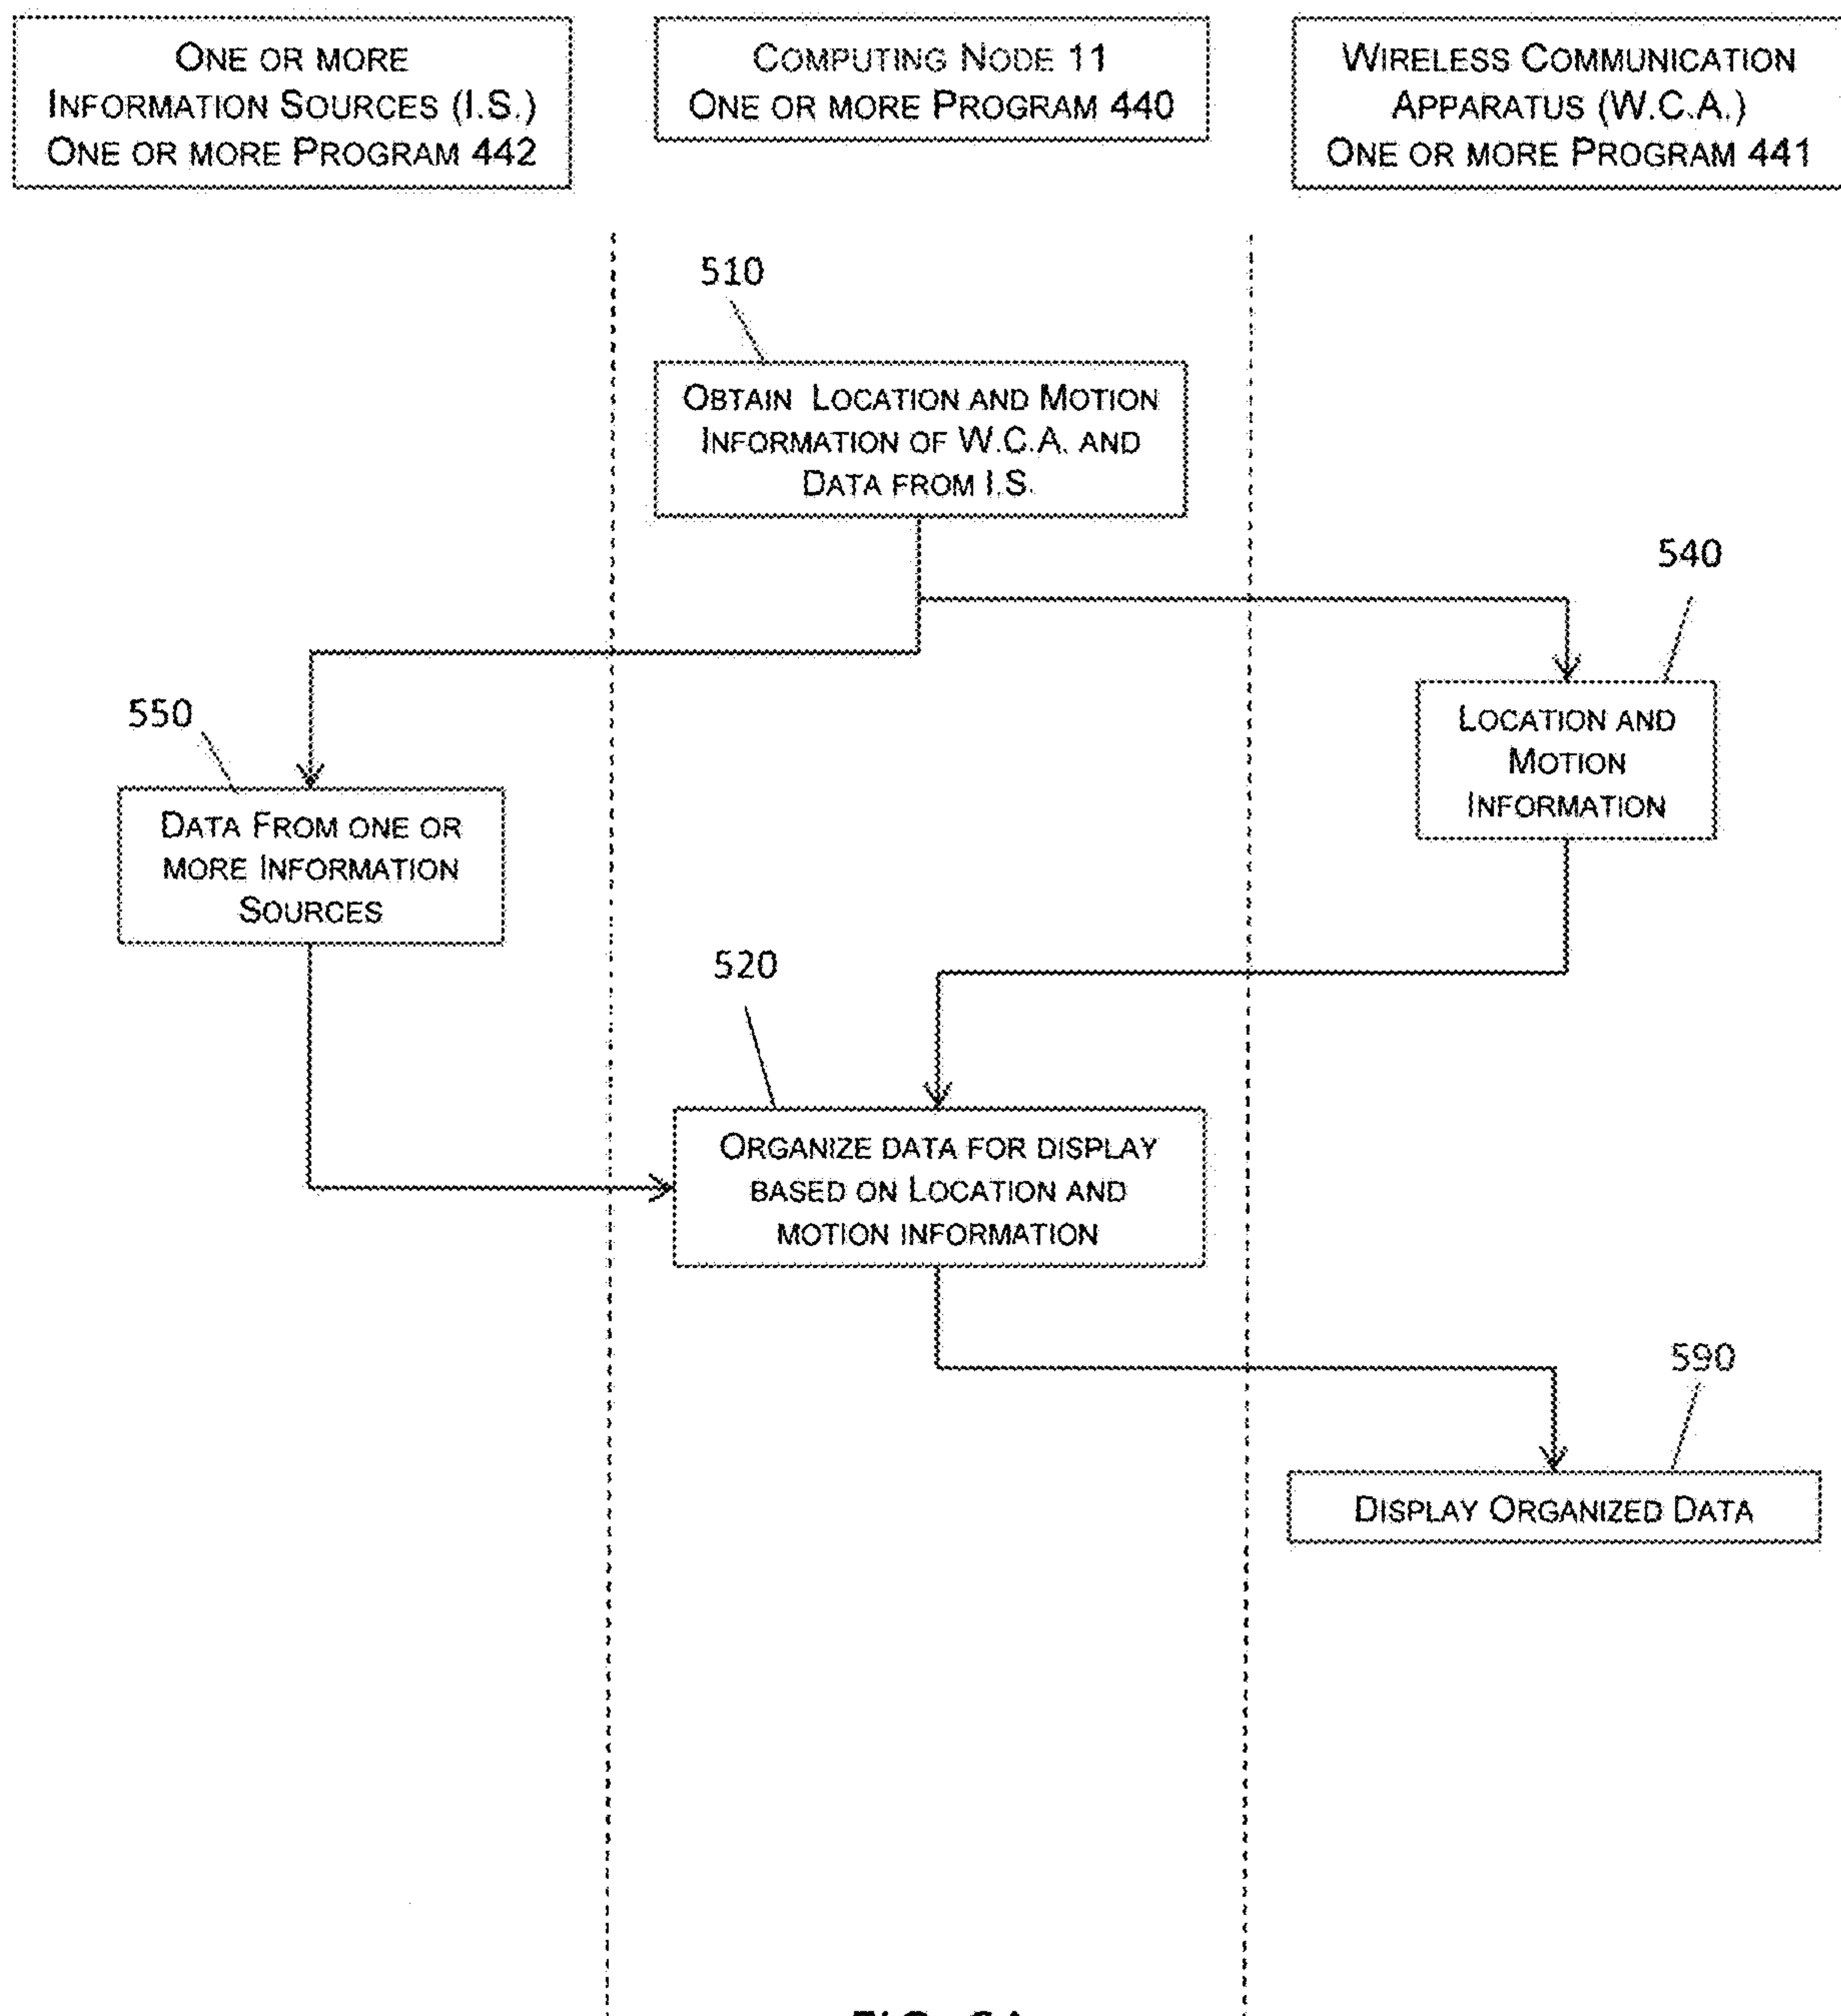 ONE OR MORE
INFORMATION SOURCES (I.S.)
ONE OR MORE PROGRAM 442
COMPUTING NODE 11
ONE OR MORE PROGRAM 440
WIRELESS COMMUNICATION
APPARATUS (W.C.A.)
ONE OR MORE PROGRAM 441
510
OBTAIN LOCATION AND MOTION
INFORMATION OF W.C.A. AND
DATA FROM I.S.
540
LOCATION AND
MOTION
INFORMATION
550
DATA FROM ONE OR
MORE INFORMATION
SOURCES
520
ORGANIZE DATA FOR DISPLAY
BASED ON LOCATION AND
MOTION INFORMATION
590
DISPLAY ORGANIZED DATA